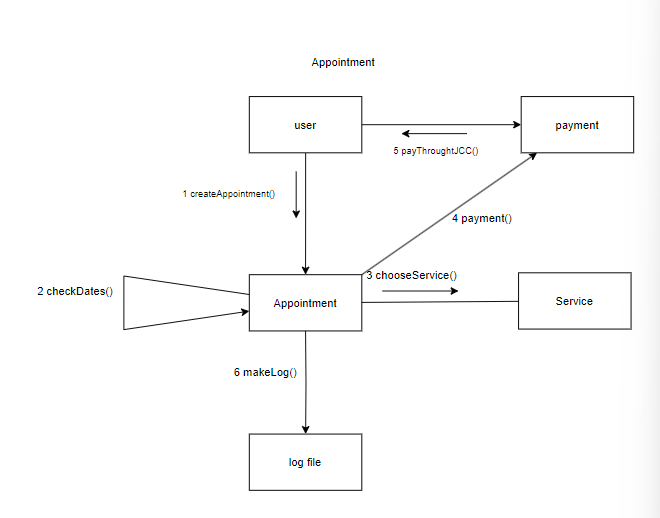 Appointment
user
payment
5 payThroughtJCC()
1 createAppointment()
4 payment()
3 chooseService()
2 checkDates()
Appointment
Service
6 makeLog()
log file